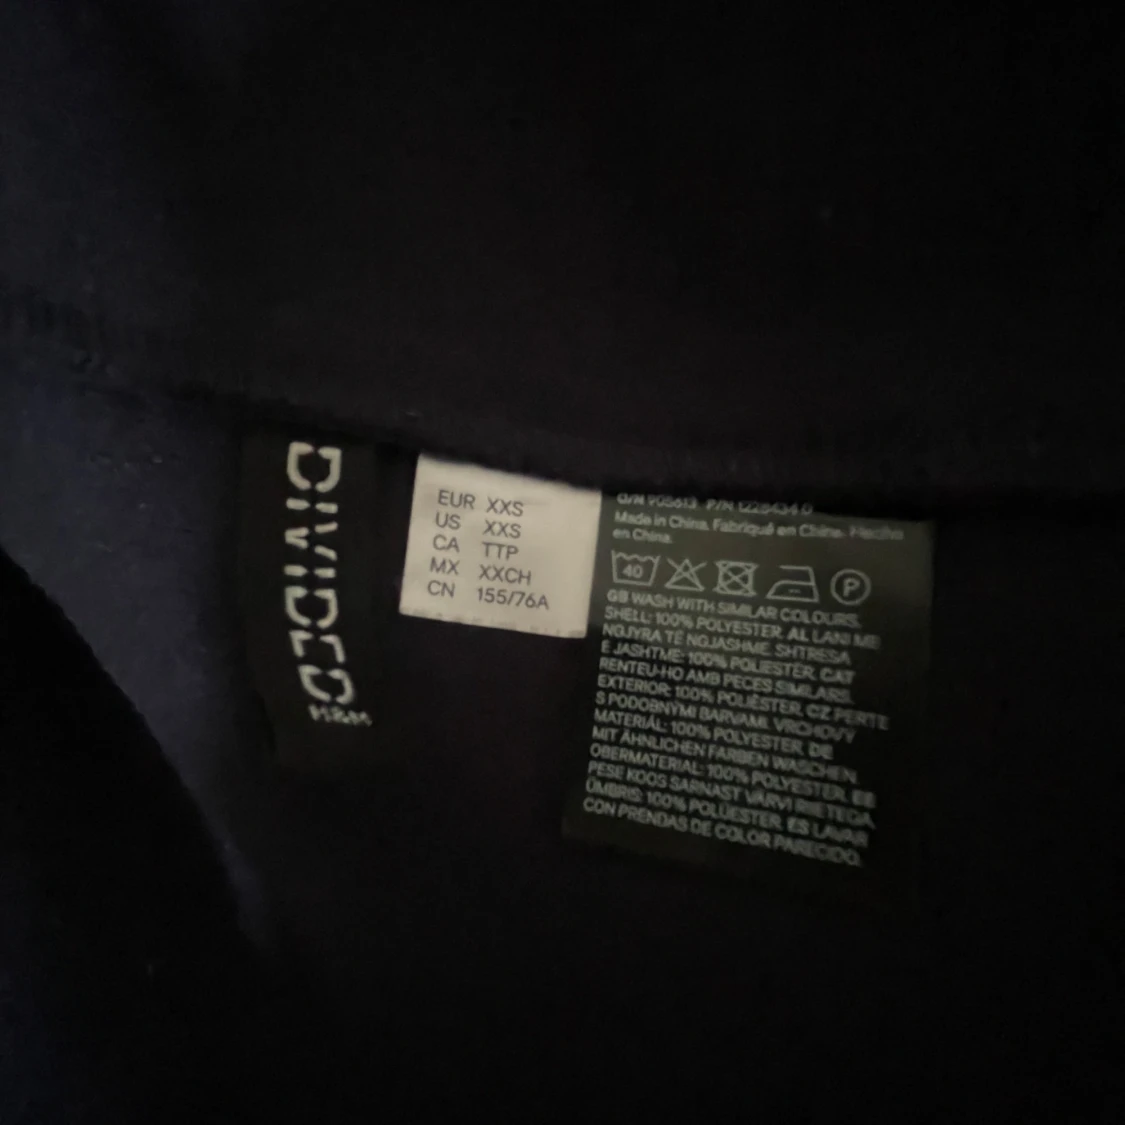 DIVIDED
H&M
EUR XXS
US XXS
CA TTP
MX XXCH
CN 155/76A
O/N 905613 P/N 1228434.0
Made in China. Fabriqué en Chine. Hecho
en China.
40
P
GB WASH WITH SIMILAR COLOURS.
SHELL: 100% POLYESTER. AL LANI ME
NGJYRA TË NGJASHME. SHTRESA
E JASHTME: 100% POLIESTËR. CAT
RENTEU-HO AMB PECES SIMILARS.
EXTERIOR: 100% POLIÈSTER. CZ PERTE
S PODOBNÝMI BARVAMI. VRCHOVÝ
MATERIÁL: 100% POLYESTER. DE
MIT ÄHNLICHEN FARBEN WASCHEN.
OBERMATERIAL: 100% POLYESTER. EE
PESE KOOS SARNAST VÄRVI RIIETEGA.
ÜMBRIS: 100% POLÜESTER. ES LAVAR
CON PRENDAS DE COLOR PARECIDO.